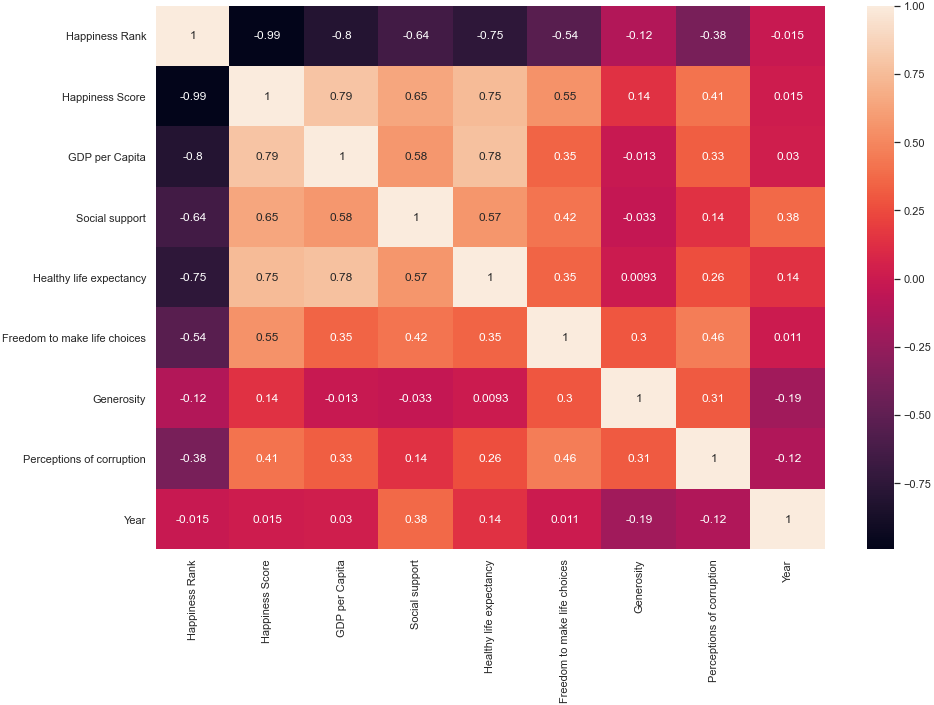 Happiness Rank 1 -0.99 -0.8 -0.64 -0.75 -0.54 -0.12 -0.38 -0.015
Happiness Score -0.99 1 0.79 0.65 0.75 0.55 0.14 0.41 0.015
GDP per Capita -0.8 0.79 1 0.58 0.78 0.35 -0.013 0.33 0.03
Social support -0.64 0.65 0.58 1 0.57 0.42 -0.033 0.14 0.38
Healthy life expectancy -0.75 0.75 0.78 0.57 1 0.35 0.0093 0.26 0.14
Freedom to make life choices -0.54 0.55 0.35 0.42 0.35 1 0.3 0.46 0.011
Generosity -0.12 0.14 -0.013 -0.033 0.0093 0.3 1 0.31 -0.19
Perceptions of corruption -0.38 0.41 0.33 0.14 0.26 0.46 0.31 1 -0.12
Year -0.015 0.015 0.03 0.38 0.14 0.011 -0.19 -0.12 1
Happiness Rank
Happiness Score
GDP per Capita
Social support
Healthy life expectancy
Freedom to make life choices
Generosity
Perceptions of corruption
Year
1.00
0.75
0.50
0.25
0.00
−0.25
−0.50
−0.75